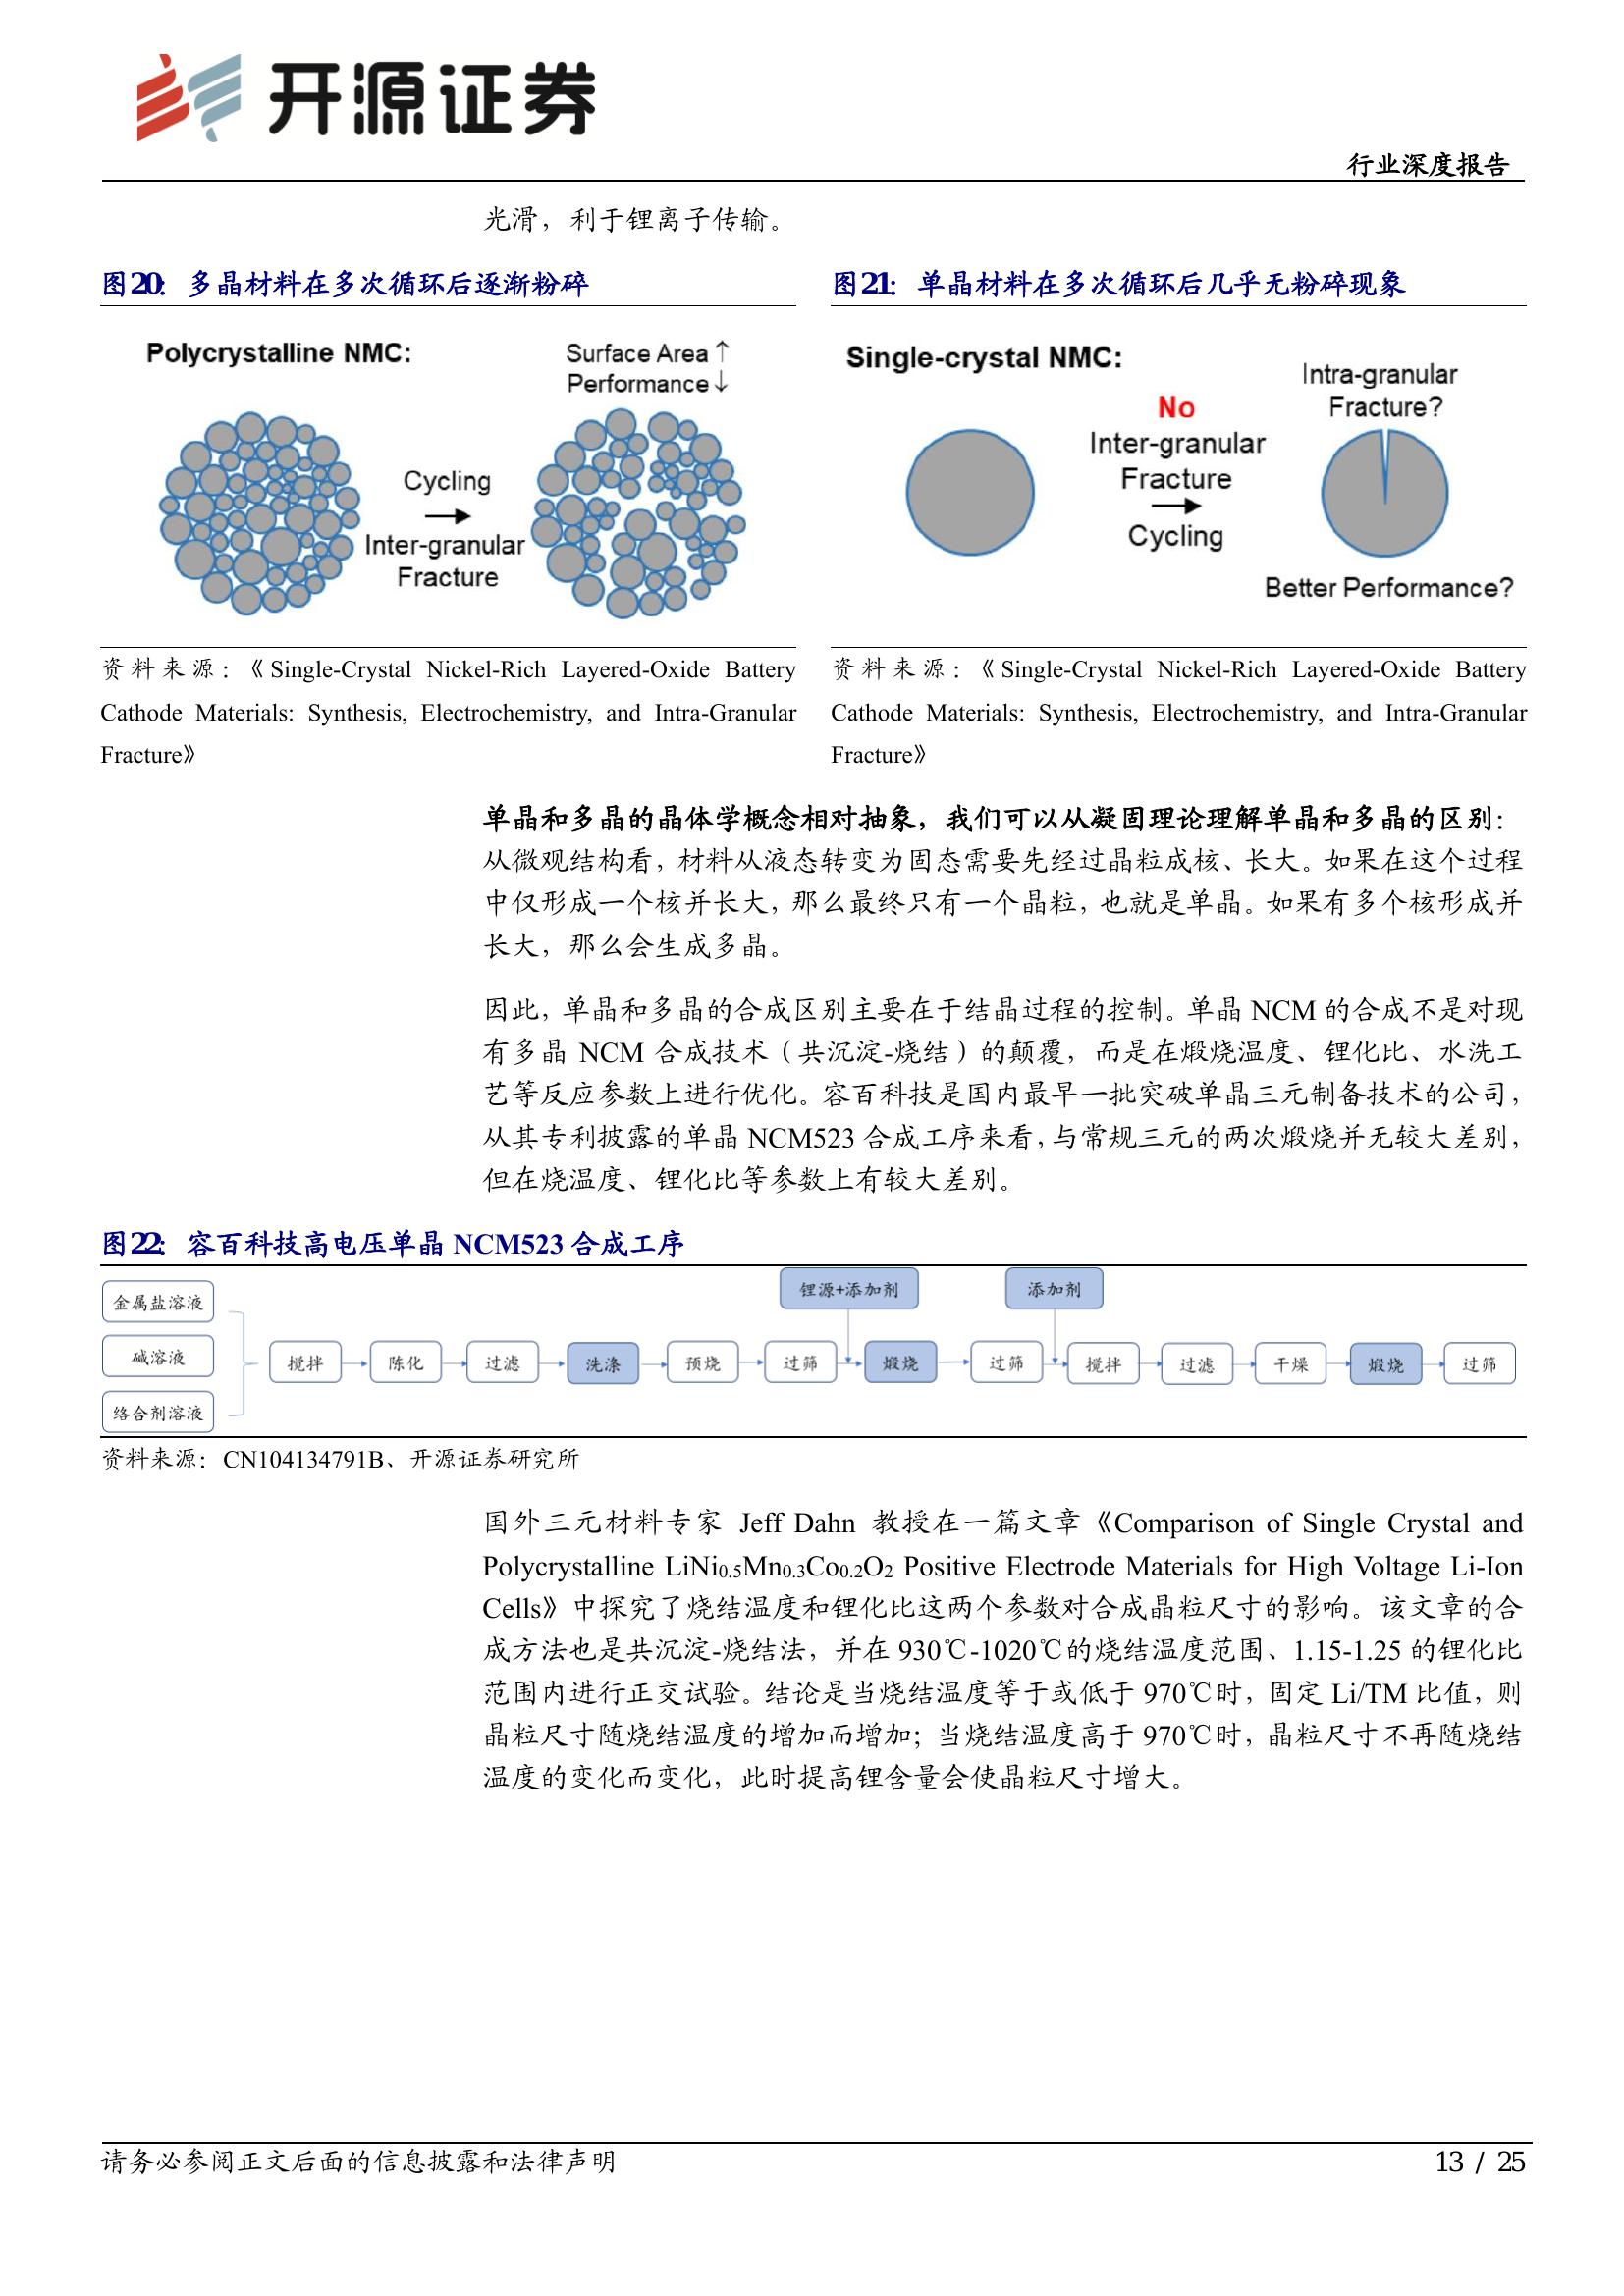 开源证券
行业深度报告
光滑，利于锂离子传输。
图20：多晶材料在多次循环后逐渐粉碎
Polycrystalline NMC:
Surface Area ↑
Performance ↓
Cycling
Inter-granular
Fracture
资料来源：《Single-Crystal Nickel-Rich Layered-Oxide Battery
Cathode Materials: Synthesis, Electrochemistry, and Intra-Granular
Fracture》
图21：单晶材料在多次循环后几乎无粉碎现象
Single-crystal NMC:
No
Inter-granular
Fracture
Cycling
Intra-granular
Fracture?
Better Performance?
资料来源：《Single-Crystal Nickel-Rich Layered-Oxide Battery
Cathode Materials: Synthesis, Electrochemistry, and Intra-Granular
Fracture》
单晶和多晶的晶体学概念相对抽象，我们可以从凝固理论理解单晶和多晶的区别：
从微观结构看，材料从液态转变为固态需要先经过晶粒成核、长大。如果在这个过程
中仅形成一个核并长大，那么最终只有一个晶粒，也就是单晶。如果有多个核形成并
长大，那么会生成多晶。
因此，单晶和多晶的合成区别主要在于结晶过程的控制。单晶 NCM 的合成不是对现
有多晶 NCM 合成技术（共沉淀-烧结）的颠覆，而是在煅烧温度、锂化比、水洗工
艺等反应参数上进行优化。容百科技是国内最早一批突破单晶三元制备技术的公司，
从其专利披露的单晶 NCM523 合成工序来看，与常规三元的两次煅烧并无较大差别，
但在烧温度、锂化比等参数上有较大差别。
图22：容百科技高电压单晶 NCM523 合成工序
金属盐溶液
碱溶液
络合剂溶液
锂源+添加剂
添加剂
搅拌 陈化 过滤 洗涤 预烧 过筛 煅烧 过筛 搅拌 过滤 干燥 煅烧 过筛
资料来源：CN104134791B、开源证券研究所
国外三元材料专家 Jeff Dahn 教授在一篇文章《Comparison of Single Crystal and
Polycrystalline LiNi0.5Mn0.3Co0.2O2 Positive Electrode Materials for High Voltage Li-Ion
Cells》中探究了烧结温度和锂化比这两个参数对合成晶粒尺寸的影响。该文章的合
成方法也是共沉淀-烧结法，并在 930℃-1020℃的烧结温度范围、1.15-1.25 的锂化比
范围内进行正交试验。结论是当烧结温度等于或低于 970℃时，固定 Li/TM 比值，则
晶粒尺寸随烧结温度的增加而增加；当烧结温度高于 970℃时，晶粒尺寸不再随烧结
温度的变化而变化，此时提高锂含量会使晶粒尺寸增大。
请务必参阅正文后面的信息披露和法律声明
13 / 25